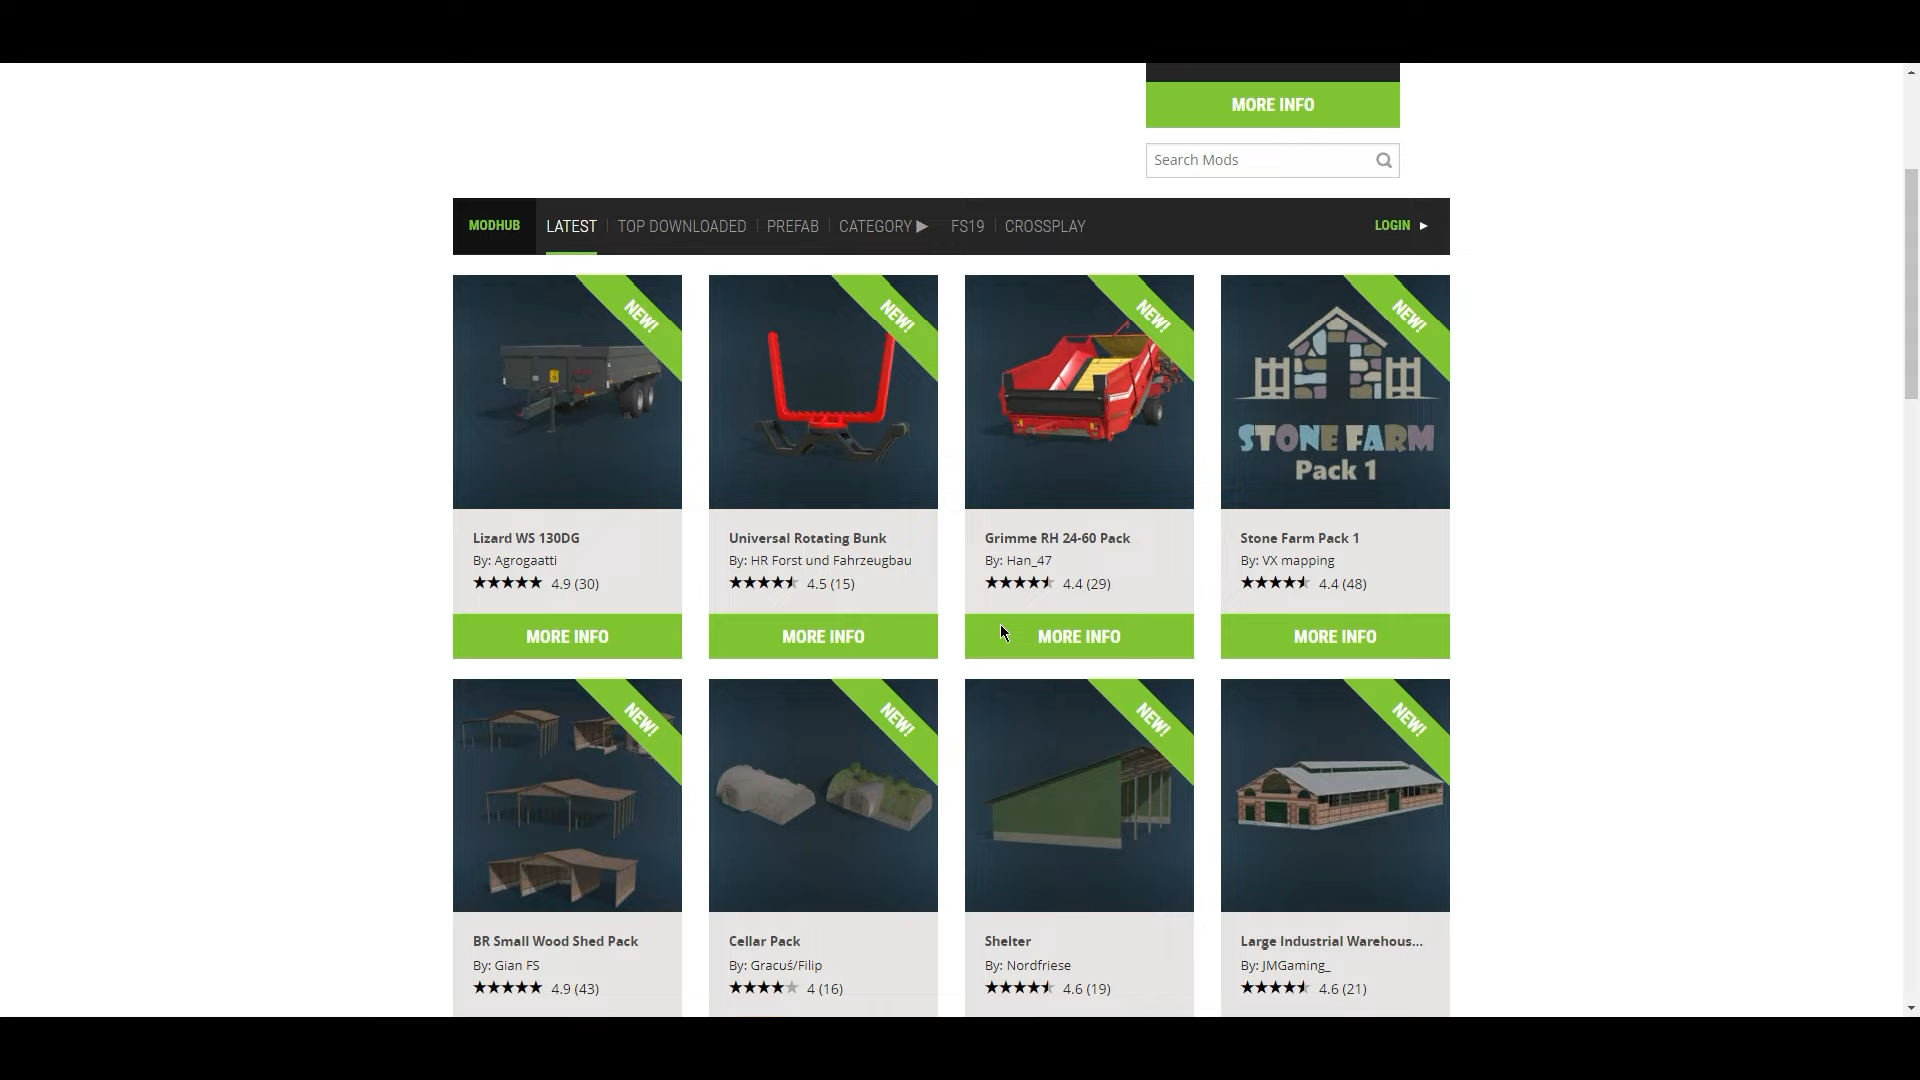 MORE INFO
Search Mods
MODHUB LATEST TOP DOWNLOADED PREFAB CATEGORY ▶ FS19 CROSSPLAY LOGIN ►
NEW! NEW! NEW! NEW!
STONE FARM
Pack 1
Lizard WS 130DG Universal Rotating Bunk Grimme RH 24-60 Pack Stone Farm Pack 1
By: Agrogaatti By: HR Forst und Fahrzeugbau By: Han_47 By: VX mapping
4.9 (30) 4.5 (15) 4.4 (29) 4.4 (48)
MORE INFO MORE INFO MORE INFO MORE INFO
NEW! NEW! NEW! NEW!
BR Small Wood Shed Pack Cellar Pack Shelter Large Industrial Warehous...
By: Gian FS By: Gracuś/Filip By: Nordfriese By: JMGaming_
4.9 (43) 4 (16) 4.6 (19) 4.6 (21)